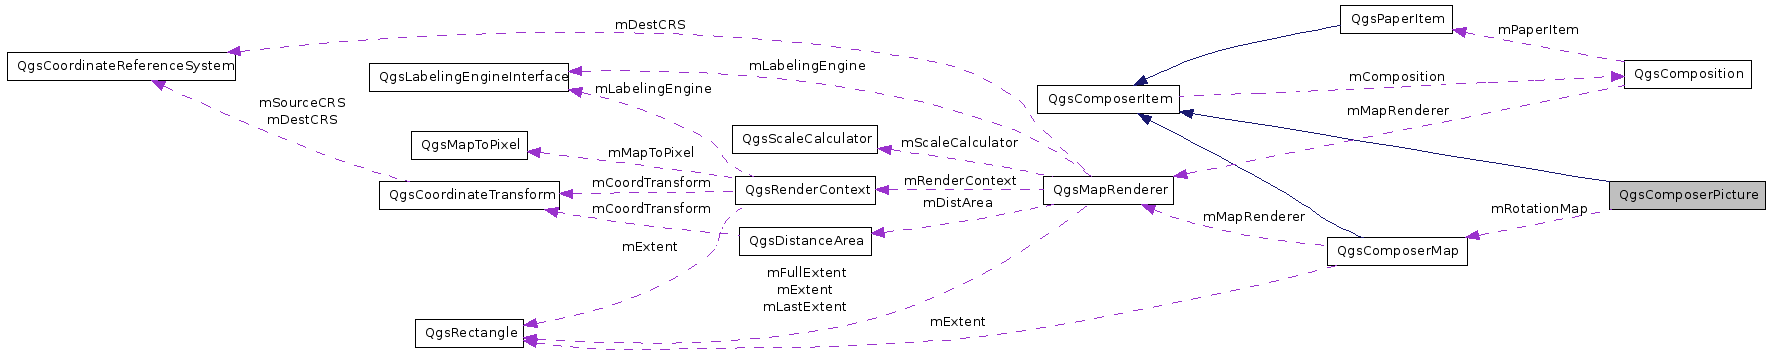 QgsPaperItem
mDestCRS
mPaperItem
QgsCoordinateReferenceSystem
mLabelingEngine
QgsComposition
QgsLabelingEngineInterface
mComposition
mLabelingEngine
QgsComposerItem
mSourceCRS
mDestCRS
mMapRenderer
QgsScaleCalculator
mScaleCalculator
QgsMapToPixel
mMapToPixel
mCoordTransform
QgsRenderContext
mRenderContext
QgsMapRenderer
QgsComposerPicture
QgsCoordinateTransform
mCoordTransform
mDistArea
mRotationMap
mMapRenderer
QgsDistanceArea
mExtent
QgsComposerMap
mFullExtent
mExtent
mLastExtent
mExtent
QgsRectangle